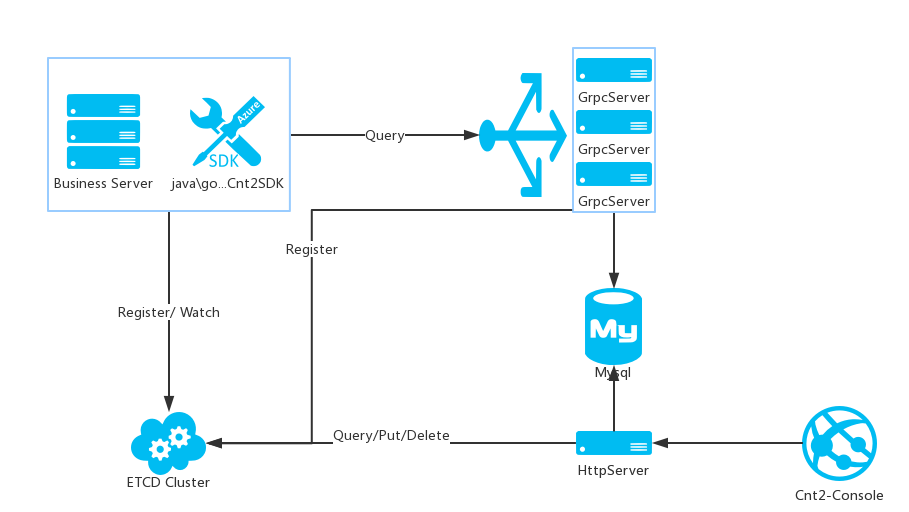 GrpcServer
Azure
Query
GrpcServer
SDK
Business Server
java\go...Cnt2SDK
GrpcServer
Register
Register/ Watch
My
Mysql
Query/Put/Delete
HttpServer
ETCD Cluster
Cnt2-Console